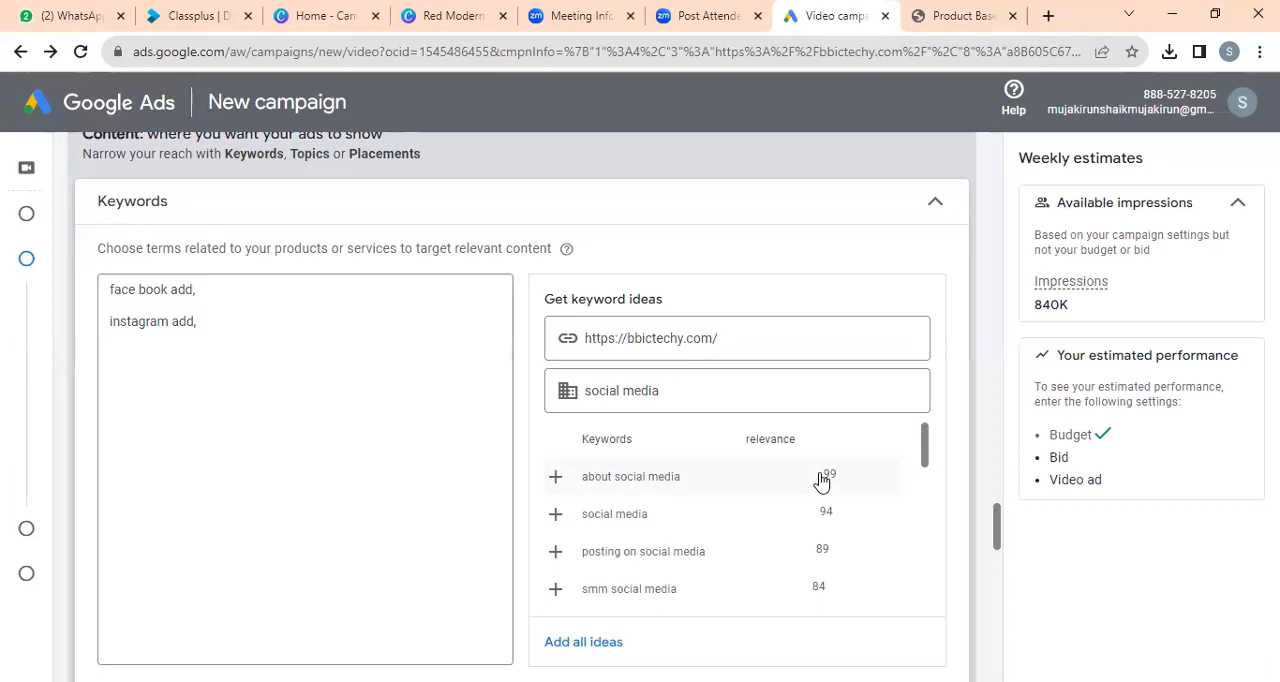 (2) WhatsApp
Classplus | D
Home - Can
Red Modern
Meeting Info
Post Attende
Video campa
Product Bas
ads.google.com/aw/campaigns/new/video?ocid=1545486455&cmpnInfo=%7B"1"%3A4%2C"3"%3A"https%3A%2F%2Fbbictechy.com%2F"%2C"8"%3A"a8B605C67...
S
Google Ads
New campaign
Help
888-527-8205
mujakirunshaikmujakirun@gm...
S
Content: where you want your ads to show
Narrow your reach with Keywords, Topics or Placements
Keywords
Choose terms related to your products or services to target relevant content
face book add,
instagram add,
Get keyword ideas
https://bbictechy.com/
social media
Keywords relevance
about social media 99
social media 94
posting on social media 89
smm social media 84
Add all ideas
Weekly estimates
Available impressions
Based on your campaign settings but
not your budget or bid
Impressions
840K
Your estimated performance
To see your estimated performance,
enter the following settings:
• Budget
• Bid
• Video ad